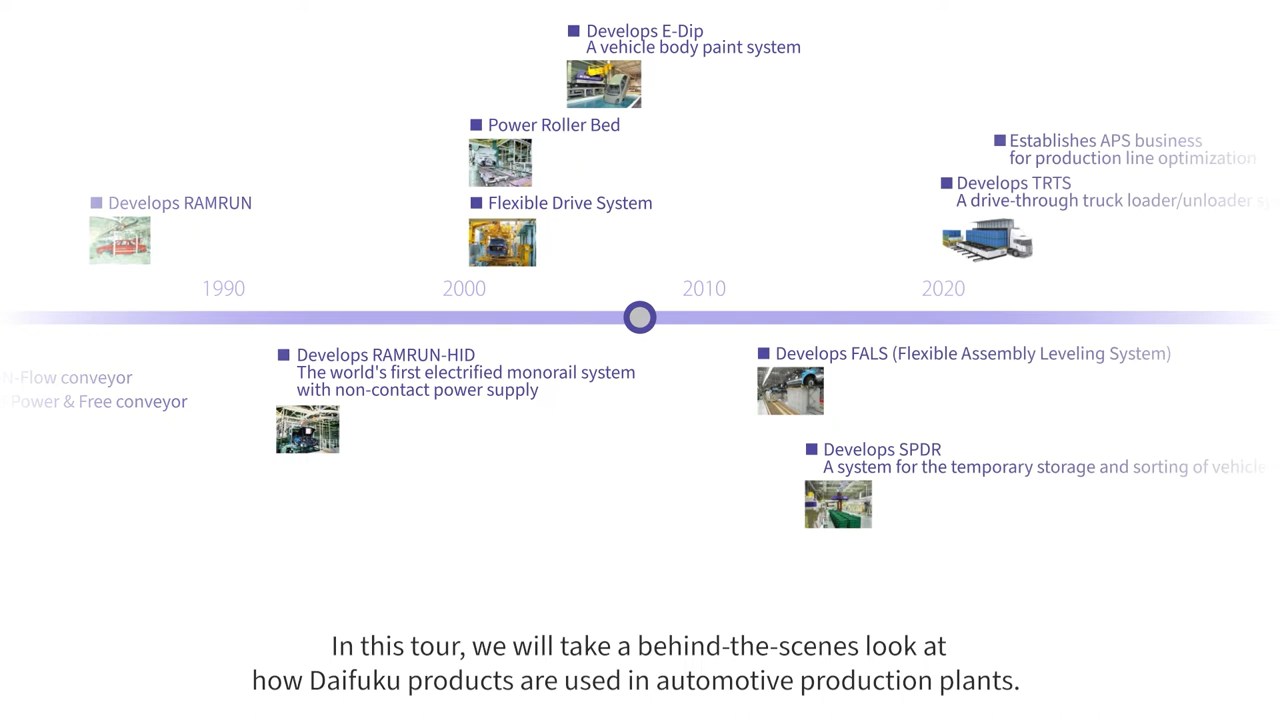 Develops E-Dip
A vehicle body paint system
Power Roller Bed
Establishes APS business
for production line optimization
Develops TRTS
A drive-through truck loader/unloader
Develops RAMRUN
Flexible Drive System
1990
2000
2010
2020
Develops RAMRUN-HID
The world's first electrified monorail system
with non-contact power supply
Develops FALS (Flexible Assembly Leveling System)
-Flow conveyor
Power & Free conveyor
Develops SPDR
A system for the temporary storage and sorting of vehicle
In this tour, we will take a behind-the-scenes look at
how Daifuku products are used in automotive production plants.